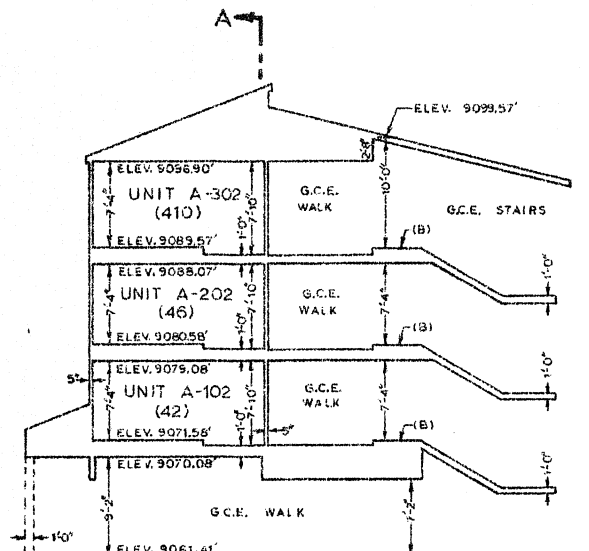 A
ELEV. 9099.57'
2'-8"
ELEV. 9096.90'
UNIT A-302
(410)
7'-4"
7'-10"
1'-0"
G.C.E.
WALK
10'-0"
G.C.E. STAIRS
ELEV. 9089.57'
(B)
ELEV. 9088.07'
UNIT A-202
(46)
7'-4"
7'-10"
1'-0"
G.C.E.
WALK
7'-4"
1'-0"
ELEV. 9080.58'
(B)
ELEV. 9079.08'
5"
UNIT A-102
(42)
7'-4"
7'-10"
1'-0"
G.C.E.
WALK
7'-4"
1'-0"
ELEV. 9071.58'
5"
(B)
ELEV. 9070.08'
1'-0"
9'-2"
G.C.E. WALK
1'-0"
ELEV. 9061.41'